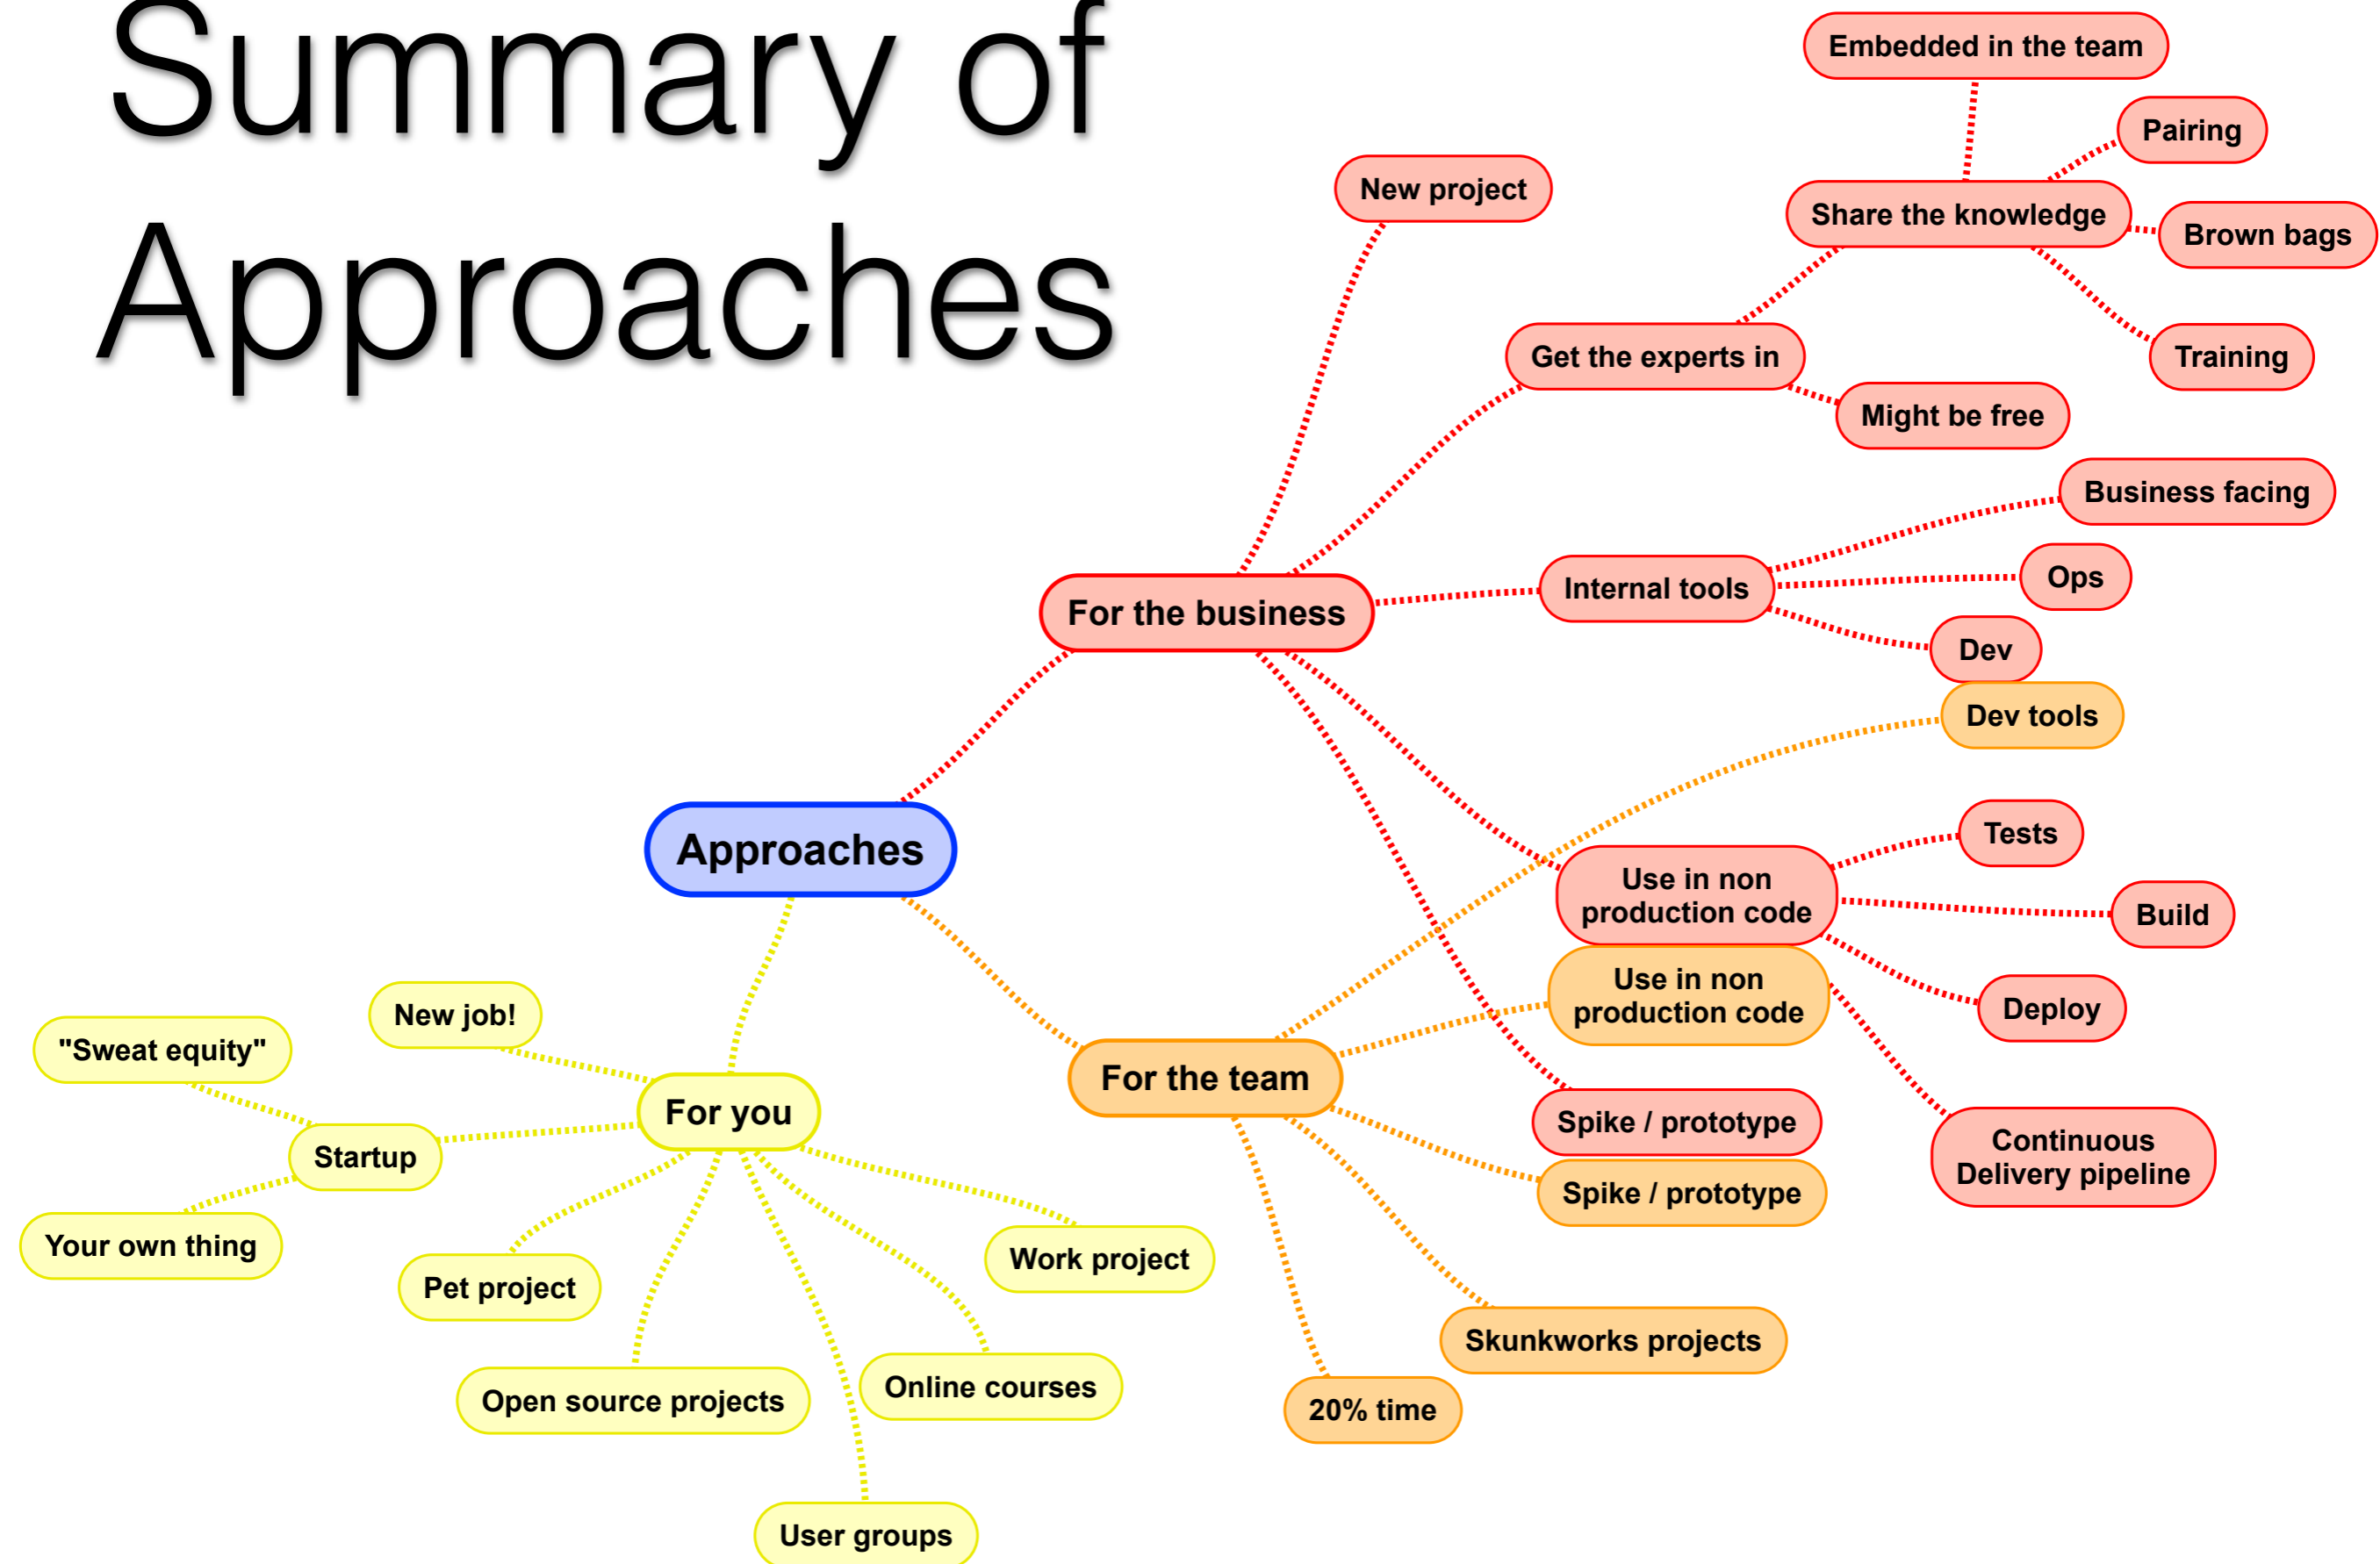 Summary of
Approaches
Embedded in the team
Pairing
New project
Share the knowledge
Brown bags
Get the experts in
Training
Might be free
Business facing
Internal tools
Ops
For the business
Dev
Dev tools
Approaches
Tests
Use in non
production code
Build
Use in non
production code
Deploy
New job!
"Sweat equity"
For the team
For you
Spike / prototype
Continuous
Delivery pipeline
Startup
Spike / prototype
Your own thing
Work project
Pet project
Skunkworks projects
Online courses
Open source projects
20% time
User groups